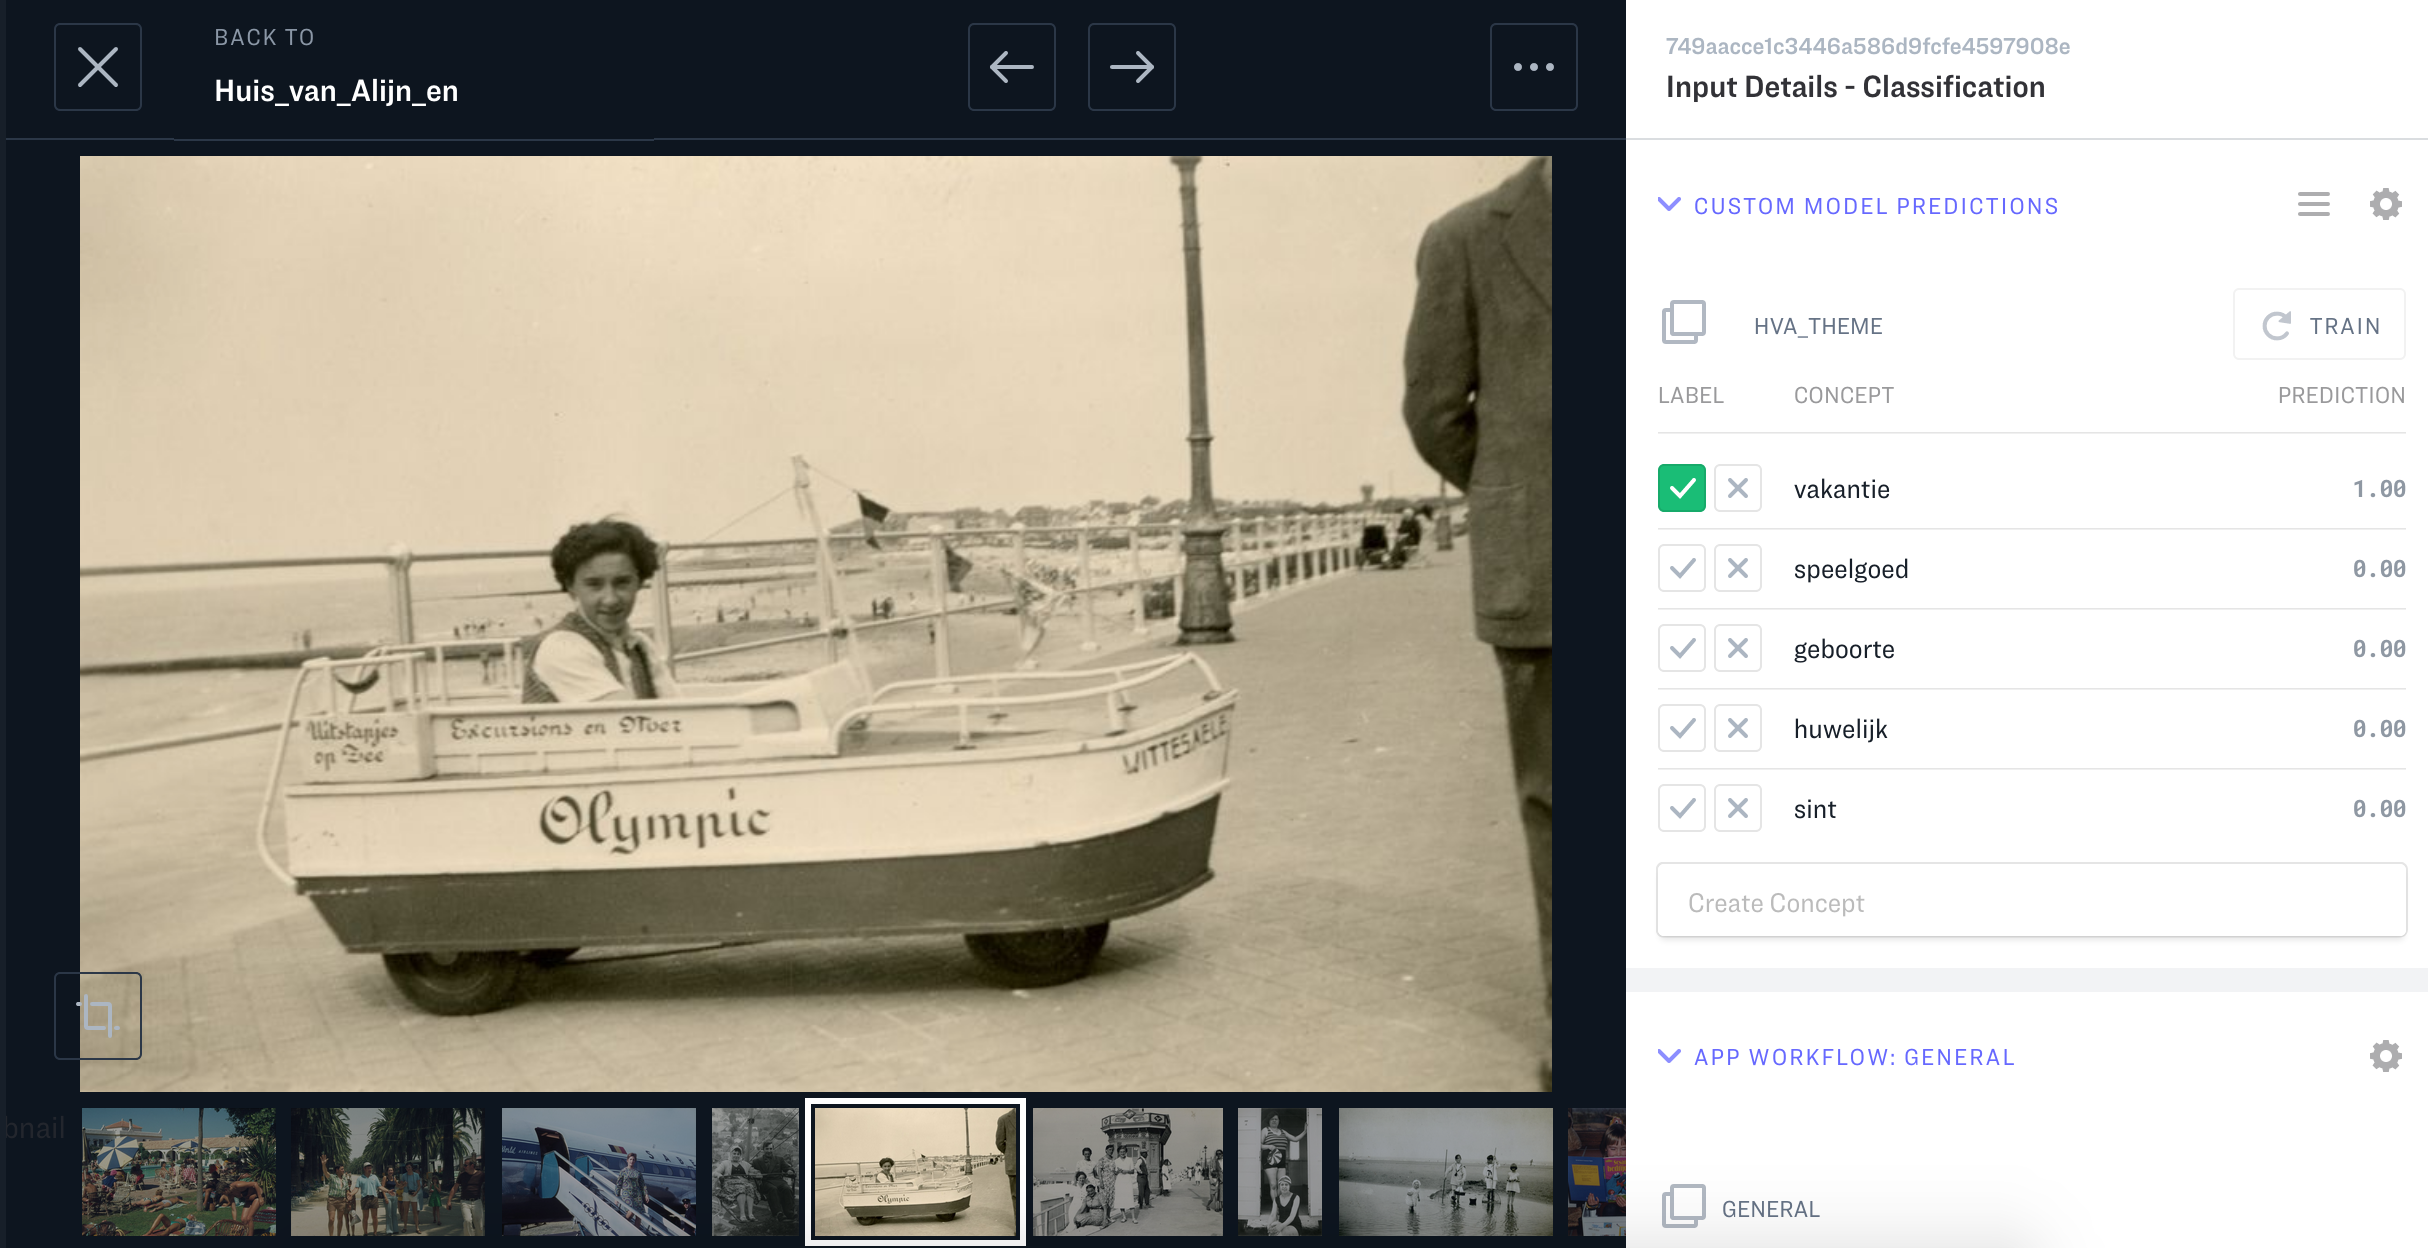 BACK TO
Huis_van_Alijn_en
749aacce1c3446a586d9fcfe4597908e
Input Details - Classification
CUSTOM MODEL PREDICTIONS
HVA_THEME
TRAIN
LABEL CONCEPT PREDICTION
vakantie 1.00
speelgoed 0.00
geboorte 0.00
huwelijk 0.00
sint 0.00
Create Concept
APP WORKFLOW: GENERAL
GENERAL
Uitstapjes
op Zee
Excursions en Mer
Olympic
bnail
Olympic